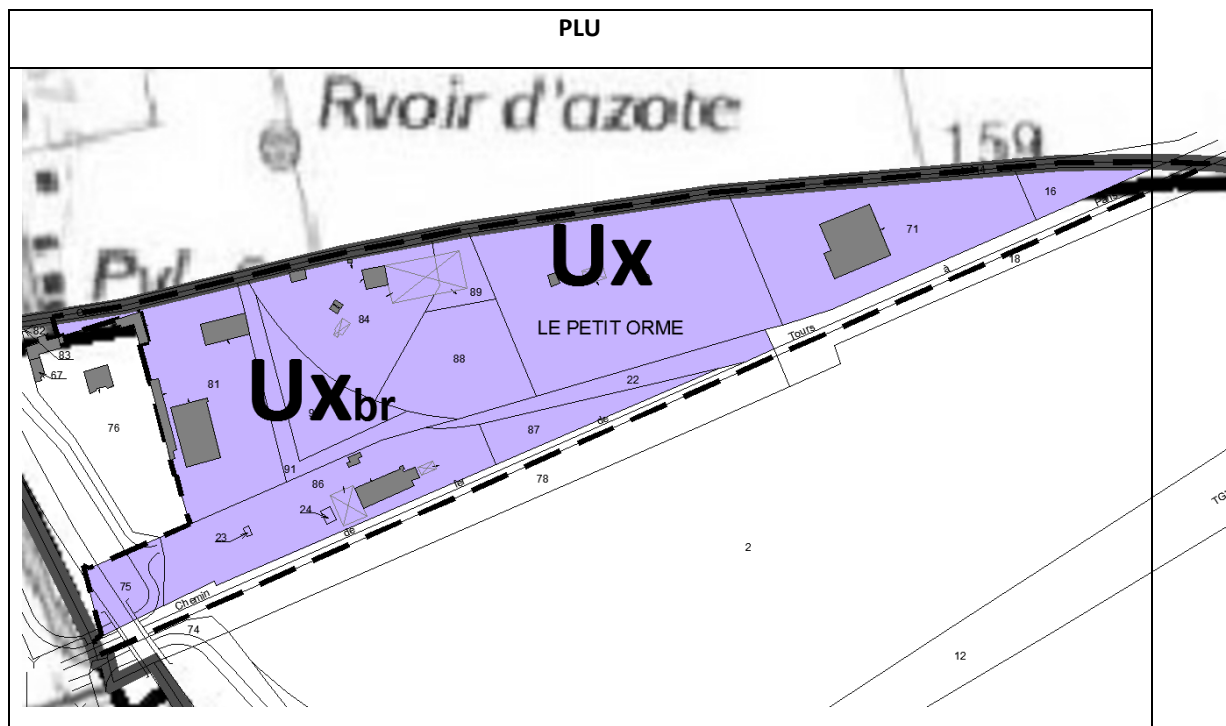 PLU
Rvoir d'azote
159
16
Paris
71
18
à
Ux
89
LE PETIT ORME
84
82
83
67
81
88
Tours
22
Uxbr
76
87
de
91
86
78
fer
24
23
de
2
TG
75
Chemin
74
12